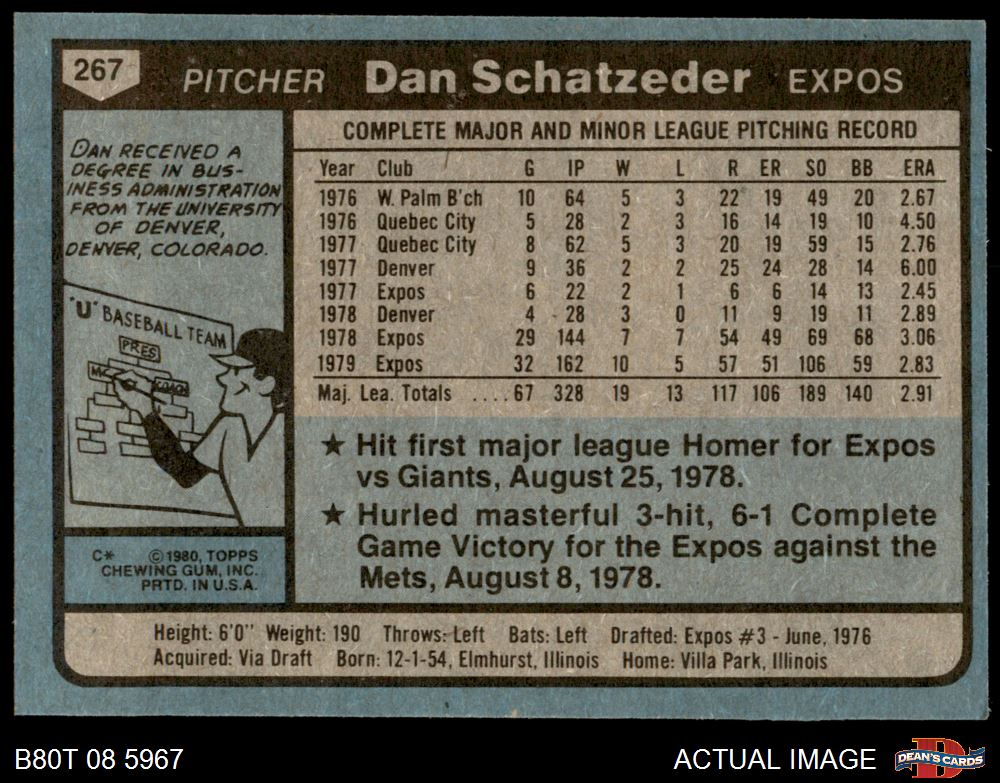 267
PITCHER Dan Schatzeder EXPOS
DAN RECEIVED A
DEGREE IN BUS-
INESS ADMINISTRATION
FROM THE UNIVERSITY
OF DENVER,
DENVER, COLORADO.
"U" BASEBALL TEAM
PRES
COACH
C* © 1980, TOPPS
CHEWING GUM, INC.
PRTD. IN U.S.A.
COMPLETE MAJOR AND MINOR LEAGUE PITCHING RECORD
Year Club G IP W L R ER SO BB ERA
1976 W. Palm B'ch 10 64 5 3 22 19 49 20 2.67
1976 Quebec City 5 28 2 3 16 14 19 10 4.50
1977 Quebec City 8 62 5 3 20 19 59 15 2.76
1977 Denver 9 36 2 2 25 24 28 14 6.00
1977 Expos 6 22 2 1 6 6 14 13 2.45
1978 Denver 4 28 3 0 11 9 19 11 2.89
1978 Expos 29 144 7 7 54 49 69 68 3.06
1979 Expos 32 162 10 5 57 51 106 59 2.83
Maj. Lea. Totals ....67 328 19 13 117 106 189 140 2.91
★ Hit first major league Homer for Expos
vs Giants, August 25, 1978.
★ Hurled masterful 3-hit, 6-1 Complete
Game Victory for the Expos against the
Mets, August 8, 1978.
Height: 6'0" Weight: 190 Throws: Left Bats: Left Drafted: Expos #3 - June, 1976
Acquired: Via Draft Born: 12-1-54, Elmhurst, Illinois Home: Villa Park, Illinois
B80T 08 5967
ACTUAL IMAGE
D
DEAN'S CARDS